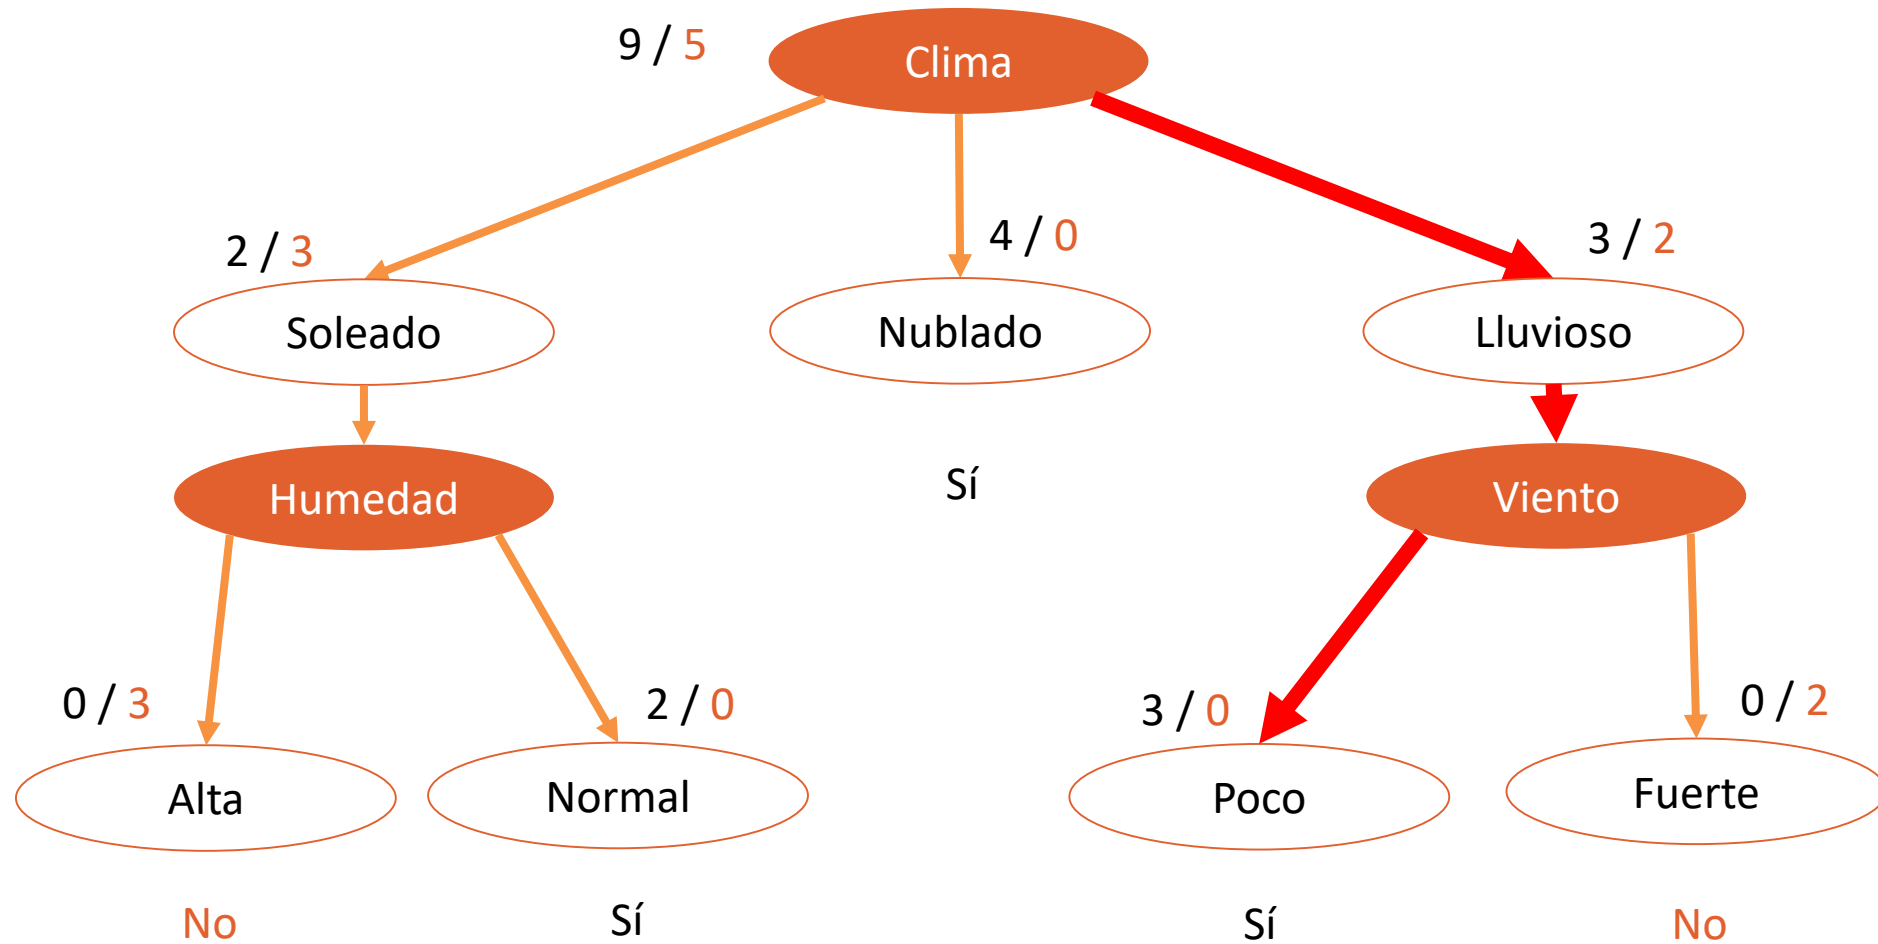 9 / 5
Clima
2 / 3
4 / 0
3 / 2
Soleado
Nublado
Lluvioso
Humedad
Sí
Viento
0 / 3
2 / 0
3 / 0
0 / 2
Alta
Normal
Poco
Fuerte
No
Sí
Sí
No